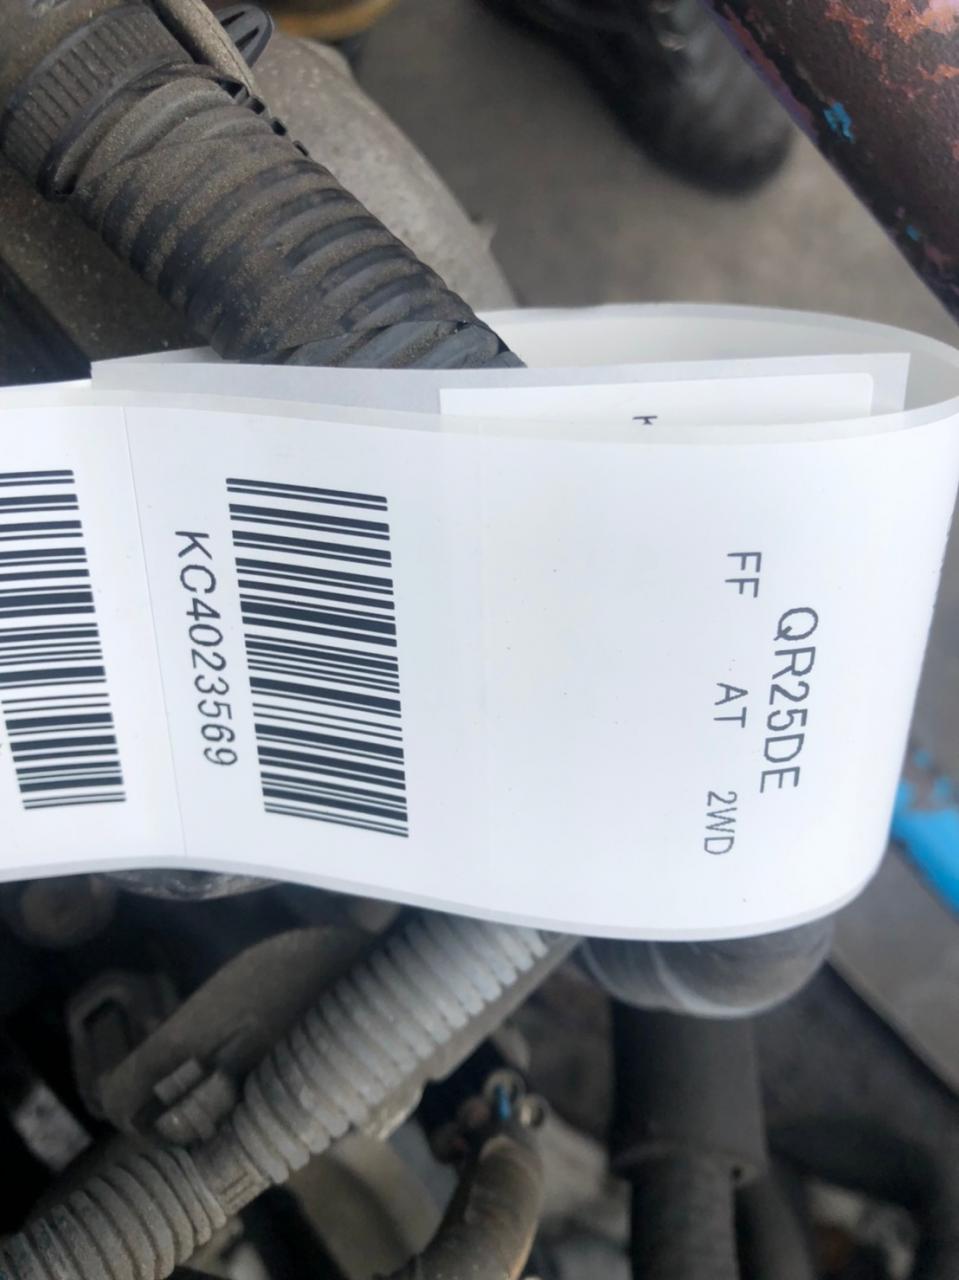 QR25DE
FF AT 2WD
KC4023569